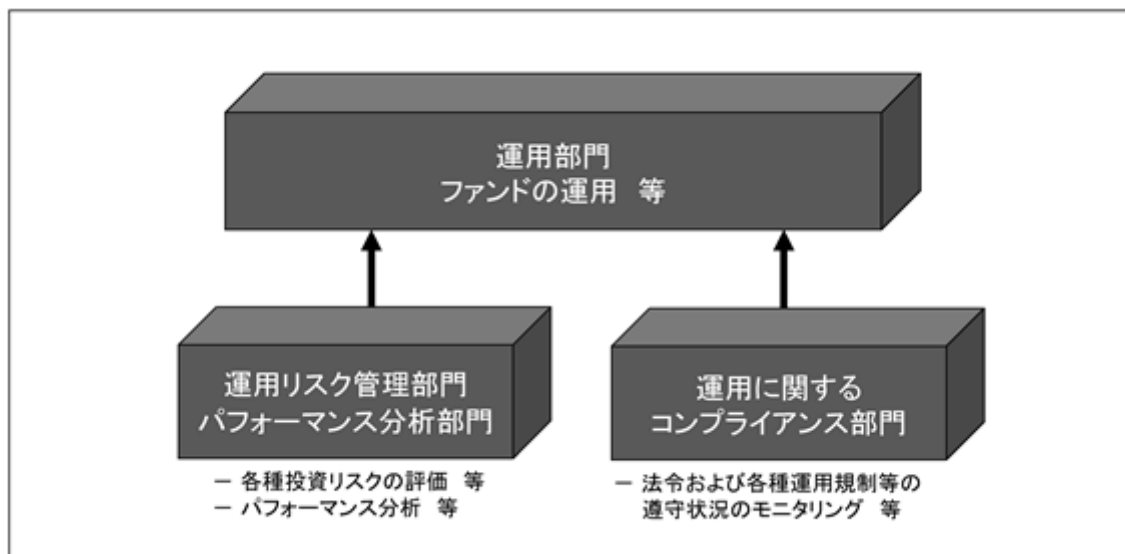 運用部門
ファンドの運用　等
運用リスク管理部門
パフォーマンス分析部門
運用に関する
コンプライアンス部門
－ 各種投資リスクの評価　等
－ パフォーマンス分析　等
－ 法令および各種運用規制等の
遵守状況のモニタリング　等